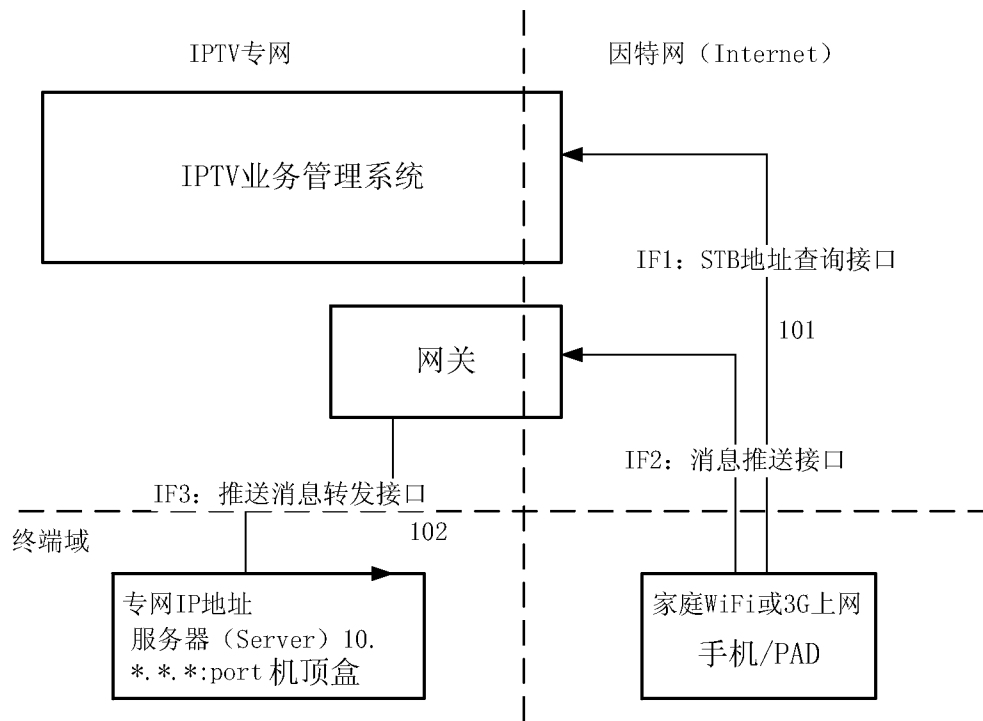 IPTV专网
因特网（Internet）
IPTV业务管理系统
IF1：STB地址查询接口
101
网关
IF2：消息推送接口
IF3：推送消息转发接口
102
终端域
专网IP地址
服务器（Server）10.
*.*.*:port 机顶盒
家庭WiFi或3G上网
手机/PAD